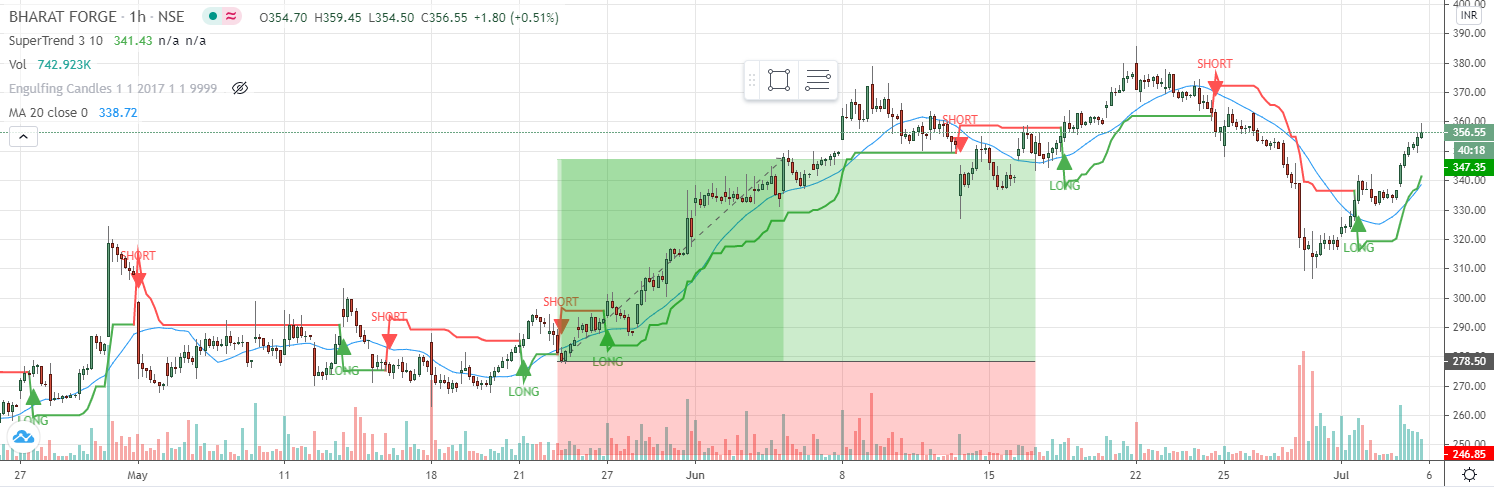 BHARAT FORGE · 1h · NSE O354.70 H359.45 L354.50 C356.55 +1.80 (+0.51%)
SuperTrend 3 10 341.43 n/a n/a
Vol 742.923K
Engulfing Candles 1 1 2017 1 1 9999
MA 20 close 0 338.72
SHORT
SHORT
SHORT
SHORT
SHORT
LONG
LONG
LONG
LONG
LONG
LONG
400.00
INR
390.00
380.00
370.00
360.00
356.55
40:18
347.35
340.00
330.00
320.00
310.00
300.00
290.00
280.00
278.50
270.00
260.00
250.00
246.85
27 May 11 18 21 Jun 8 15 22 25 Jul 6